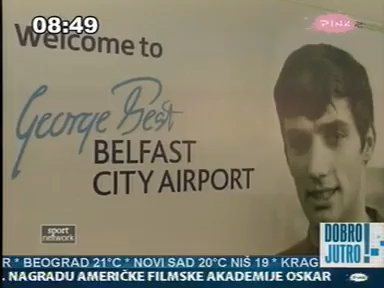 08:49
PINK
Welcome to
George Best
BELFAST
CITY AIRPORT
sport
network
DOBRO
JUTRO!
R * BEOGRAD 21°C * NOVI SAD 20°C NIŠ 19 * KRAG
. NAGRADU AMERIČKE FILMSKE AKADEMIJE OSKAR